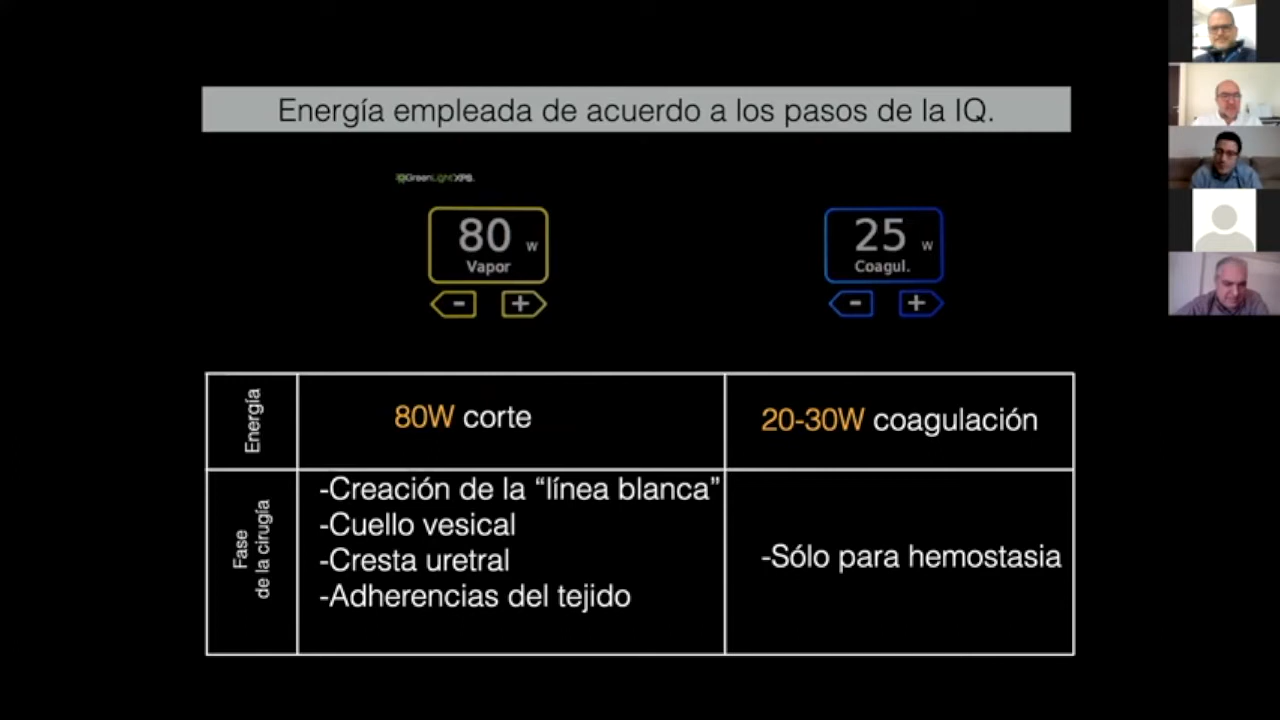 Energía empleada de acuerdo a los pasos de la IQ.
GreenLight XPS
80 W
Vapor
- +
25 W
Coagul.
- +
Energía
80W corte
20-30W coagulación
Fase
de la cirugía
-Creación de la “línea blanca”
-Cuello vesical
-Cresta uretral
-Adherencias del tejido
-Sólo para hemostasia